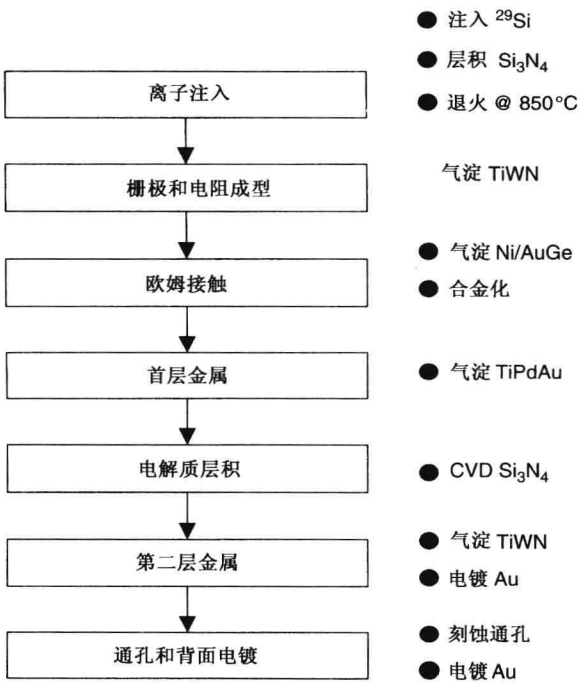 注入 ²⁹Si
层积 Si₃N₄
离子注入
退火 @ 850°C
栅极和电阻成型
气淀 TiWN
气淀 Ni/AuGe
欧姆接触
合金化
首层金属
气淀 TiPdAu
电解质层积
CVD Si₃N₄
气淀 TiWN
第二层金属
电镀 Au
刻蚀通孔
通孔和背面电镀
电镀 Au